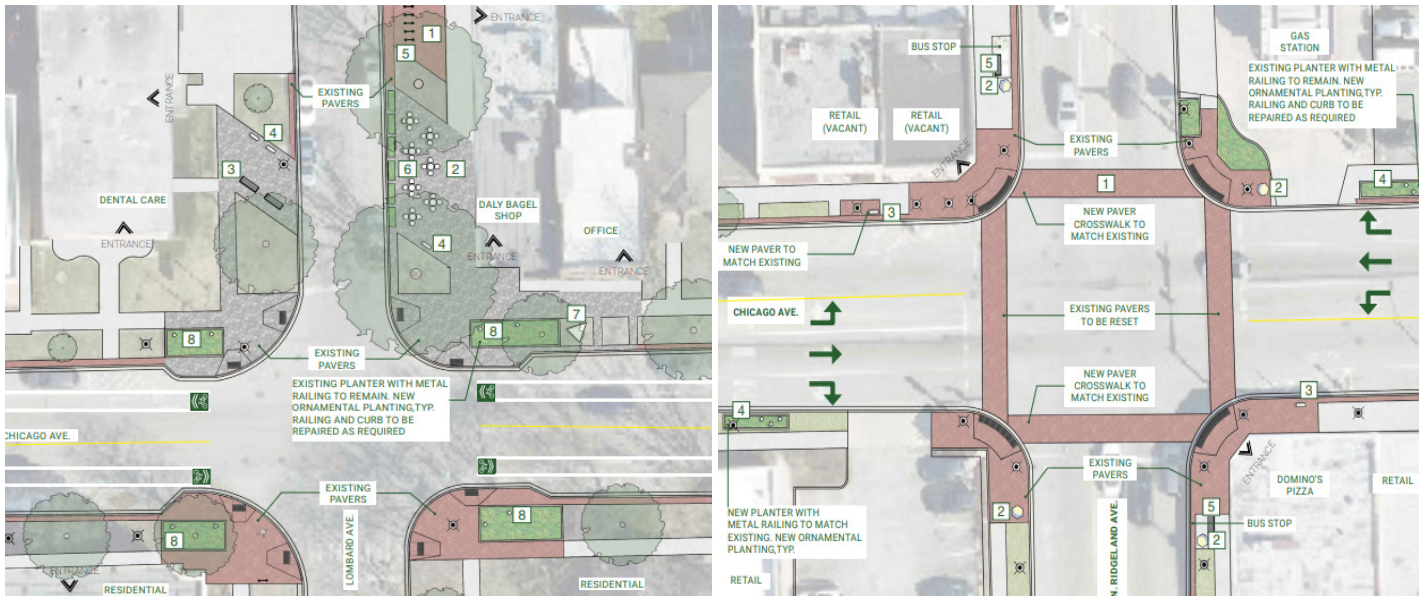 ENTRANCE
1
5
EXISTING
PAVERS
ENTRANCE
4
3
6
2
DENTAL CARE
DALY BAGEL
SHOP
OFFICE
ENTRANCE
4
ENTRANCE
ENTRANCE
7
8
8
EXISTING
PAVERS
EXISTING PLANTER WITH METAL
RAILING TO REMAIN. NEW
ORNAMENTAL PLANTING,TYP.
RAILING AND CURB TO BE
REPAIRED AS REQUIRED
CHICAGO AVE.
EXISTING
PAVERS
8
8
LOMBARD AVE.
ENTRANCE
RESIDENTIAL
RESIDENTIAL
BUS STOP
5
2
GAS
STATION
EXISTING PLANTER WITH METAL
RAILING TO REMAIN. NEW
ORNAMENTAL PLANTING,TYP.
RAILING AND CURB TO BE
REPAIRED AS REQUIRED
RETAIL
(VACANT)
RETAIL
(VACANT)
EXISTING
PAVERS
ENTRANCE
1
2
4
3
NEW PAVER
CROSSWALK TO
MATCH EXISTING
NEW PAVER TO
MATCH EXISTING
CHICAGO AVE.
EXISTING PAVERS
TO BE RESET
NEW PAVER
CROSSWALK TO
MATCH EXISTING
3
4
ENTRANCE
EXISTING
PAVERS
DOMINO'S
PIZZA
RETAIL
NEW PLANTER WITH
METAL RAILING TO MATCH
EXISTING. NEW ORNAMENTAL
PLANTING,TYP.
2
5
BUS STOP
2
N. RIDGELAND AVE.
RETAIL